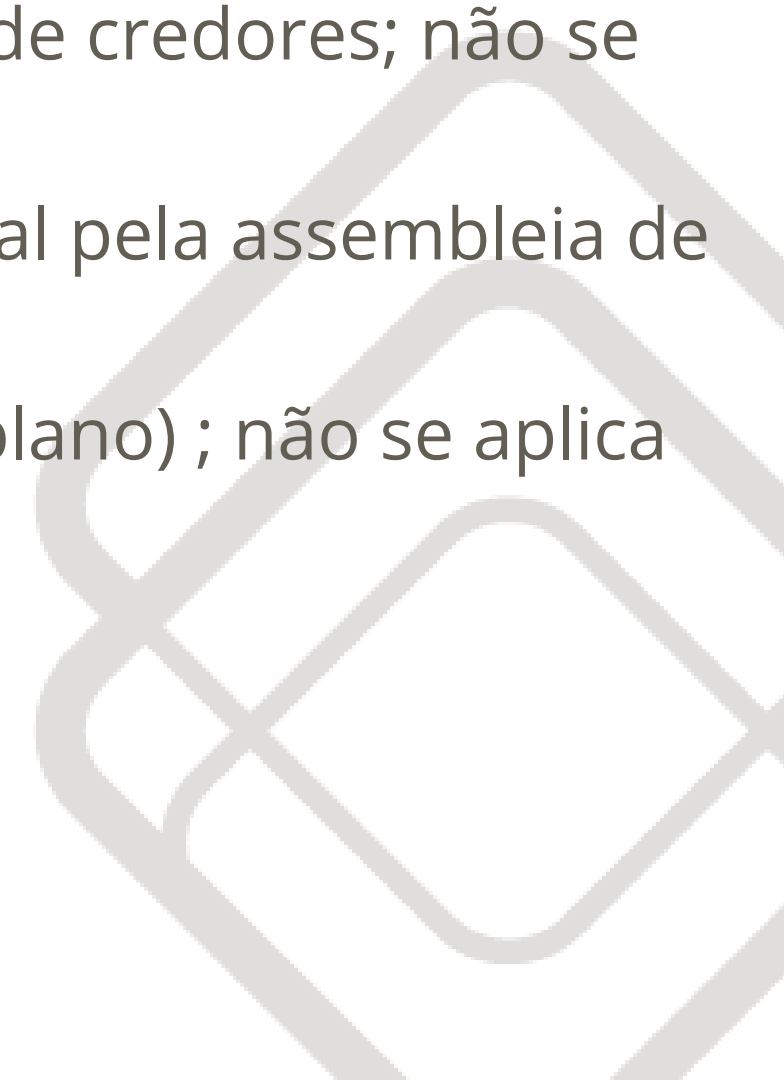 de credores; não se
al pela assembleia de
plano) ; não se aplica